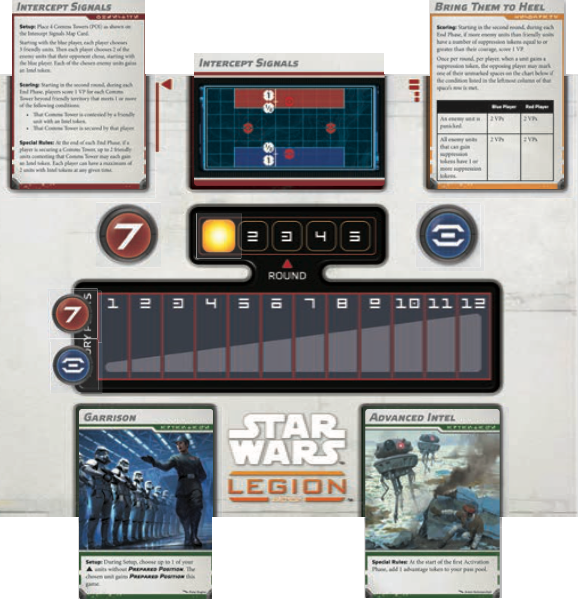 INTERCEPT SIGNALS
Setup: Place 4 Comms Towers (POI) as shown on
the Intercept Signals Map Card.
Starting with the blue player, each player chooses
3 friendly units. Then each player chooses 2 of the
enemy units that their opponent chose, starting with
the blue player. Each of the chosen enemy units gains
an Intel token.
Scoring: Starting in the second round, during each
End Phase, players score 1 VP for each Comms
Tower beyond friendly territory that meets 1 or more
of the following conditions:
• That Comms Tower is contested by a friendly
unit with an Intel token.
• That Comms Tower is secured by that player.
Special Rules: At the end of each End Phase, if a
player is securing a Comms Tower, up to 2 friendly
units contesting that Comms Tower may each gain
an Intel token. Each player can have a maximum of
2 units with Intel tokens at any given time.
INTERCEPT SIGNALS
1
½
½
1
BRING THEM TO HEEL
Scoring: Starting in the second round, during each
End Phase, if more enemy units than friendly units
have a number of suppression tokens equal to or
greater than their courage, score 1 VP.
Once per round, per player, when a unit gains a
suppression token, the opposing player may mark
one of their unmarked spaces on the chart below if
the condition listed in the leftmost column of that
space's row is met.
Blue Player Red Player
An enemy unit is
panicked.
2 VPs 2 VPs
All enemy units
that can gain
suppression
tokens have 1 or
more suppression
tokens.
2 VPs 2 VPs
2 3 4 5
ROUND
1 2 3 4 5 6 7 8 9 10 11 12
GARRISON
Setup: During Setup, choose up to 1 of your
▲ units without PREPARED POSITION. The
chosen unit gains PREPARED POSITION this
game.
STAR
WARS
LEGION
ADVANCED INTEL
Special Rules: At the start of the first Activation
Phase, add 1 advantage token to your pass pool.